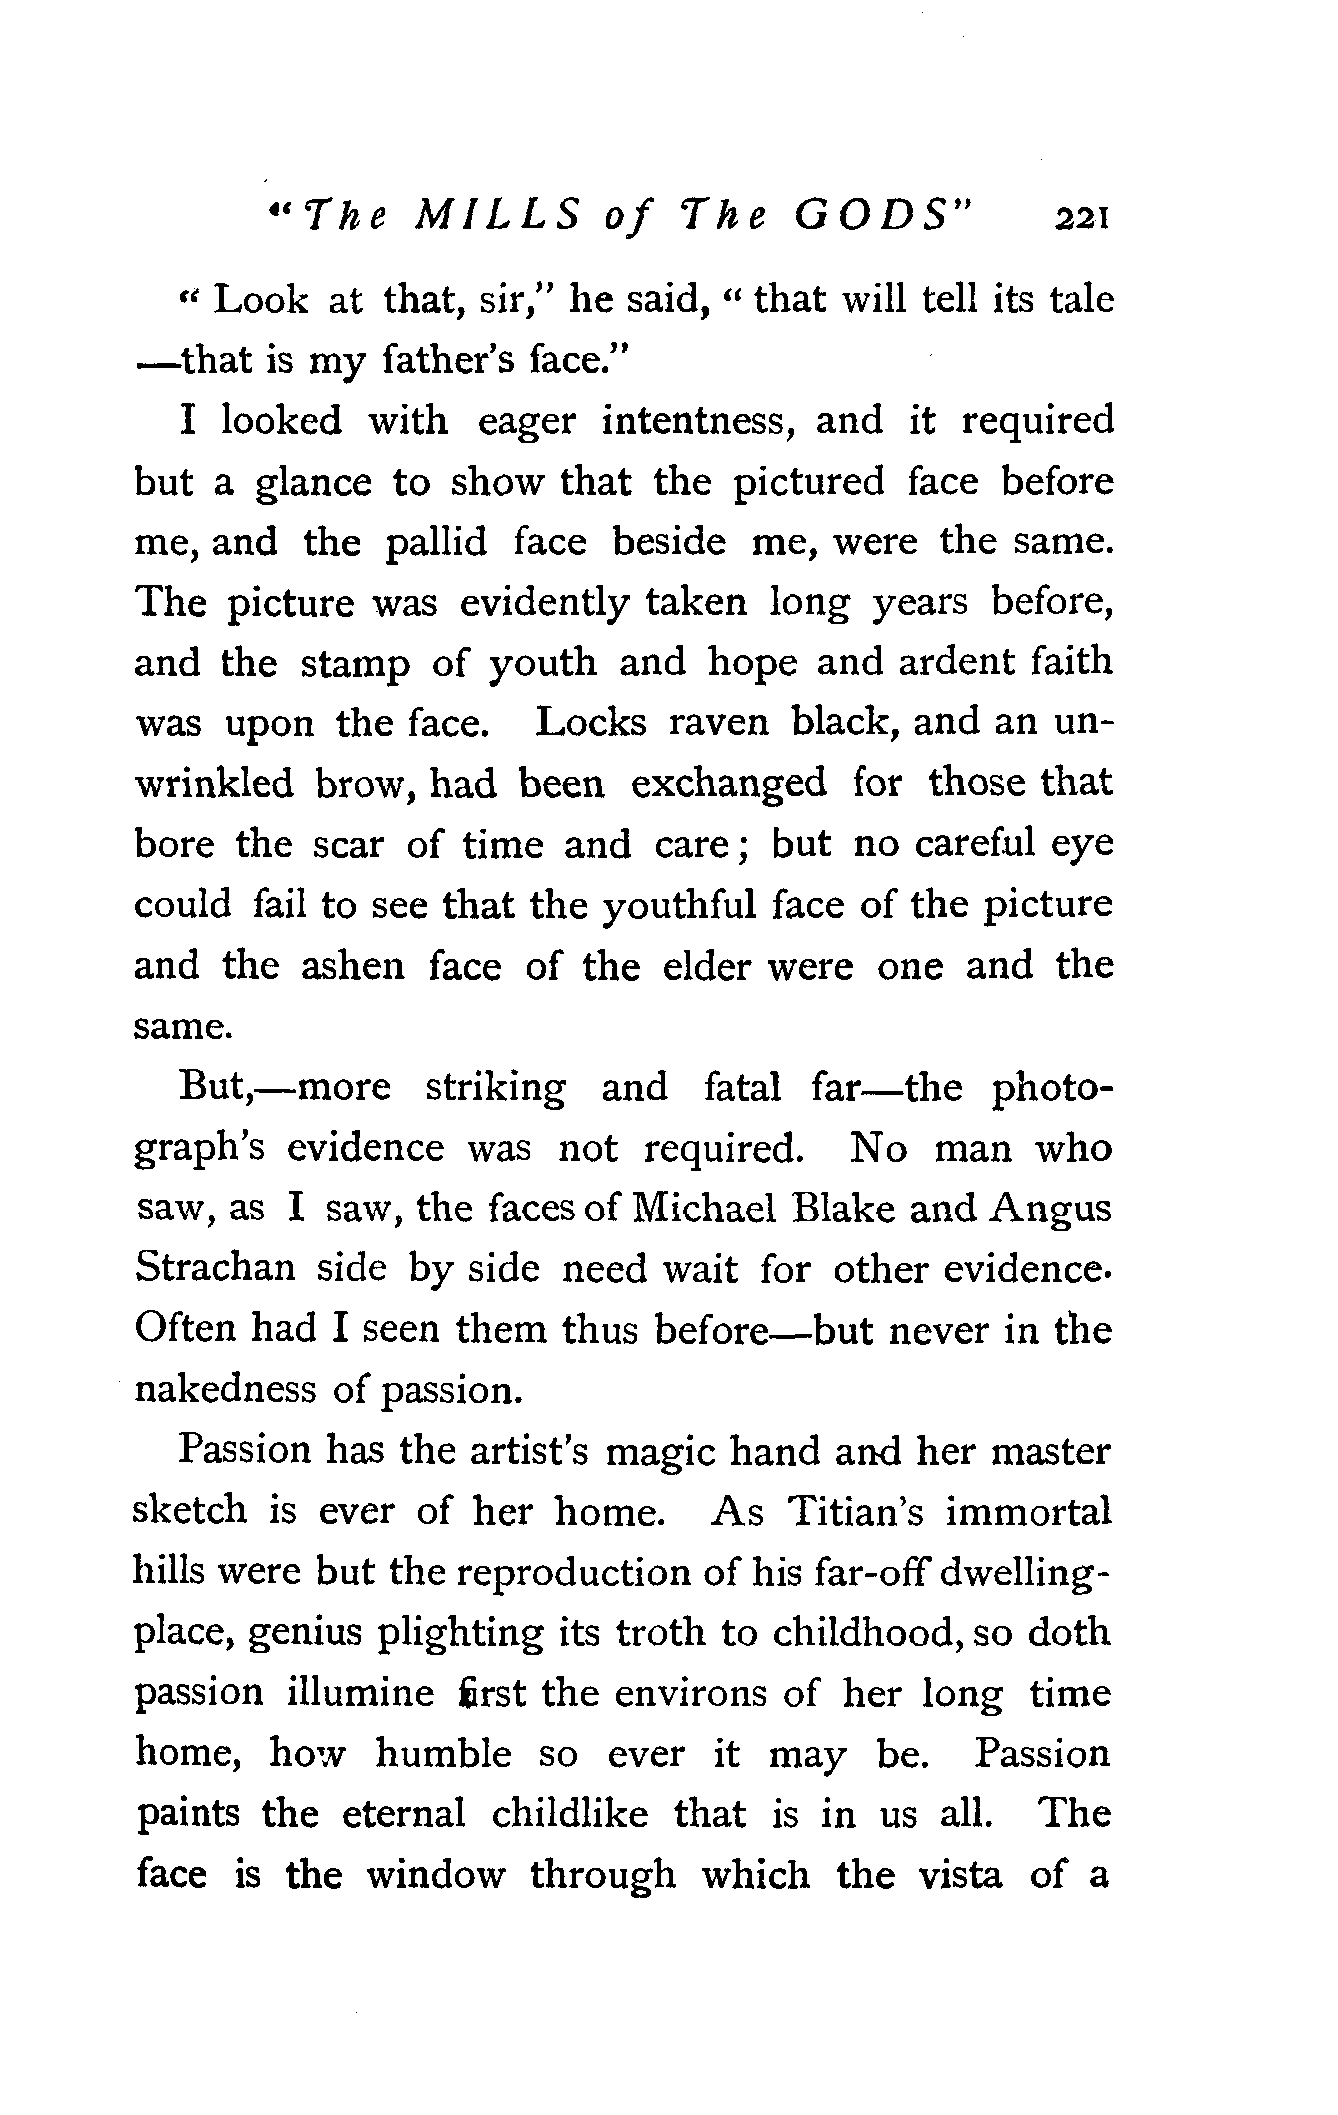 "The MILLS of The GODS" 221
"Look at that, sir," he said, "that will tell its tale
—that is my father's face."
I looked with eager intentness, and it required
but a glance to show that the pictured face before
me, and the pallid face beside me, were the same.
The picture was evidently taken long years before,
and the stamp of youth and hope and ardent faith
was upon the face. Locks raven black, and an un-
wrinkled brow, had been exchanged for those that
bore the scar of time and care; but no careful eye
could fail to see that the youthful face of the picture
and the ashen face of the elder were one and the
same.
But,—more striking and fatal far—the photo-
graph's evidence was not required. No man who
saw, as I saw, the faces of Michael Blake and Angus
Strachan side by side need wait for other evidence.
Often had I seen them thus before—but never in the
nakedness of passion.
Passion has the artist's magic hand and her master
sketch is ever of her home. As Titian's immortal
hills were but the reproduction of his far-off dwelling-
place, genius plighting its troth to childhood, so doth
passion illumine first the environs of her long time
home, how humble so ever it may be. Passion
paints the eternal childlike that is in us all. The
face is the window through which the vista of a